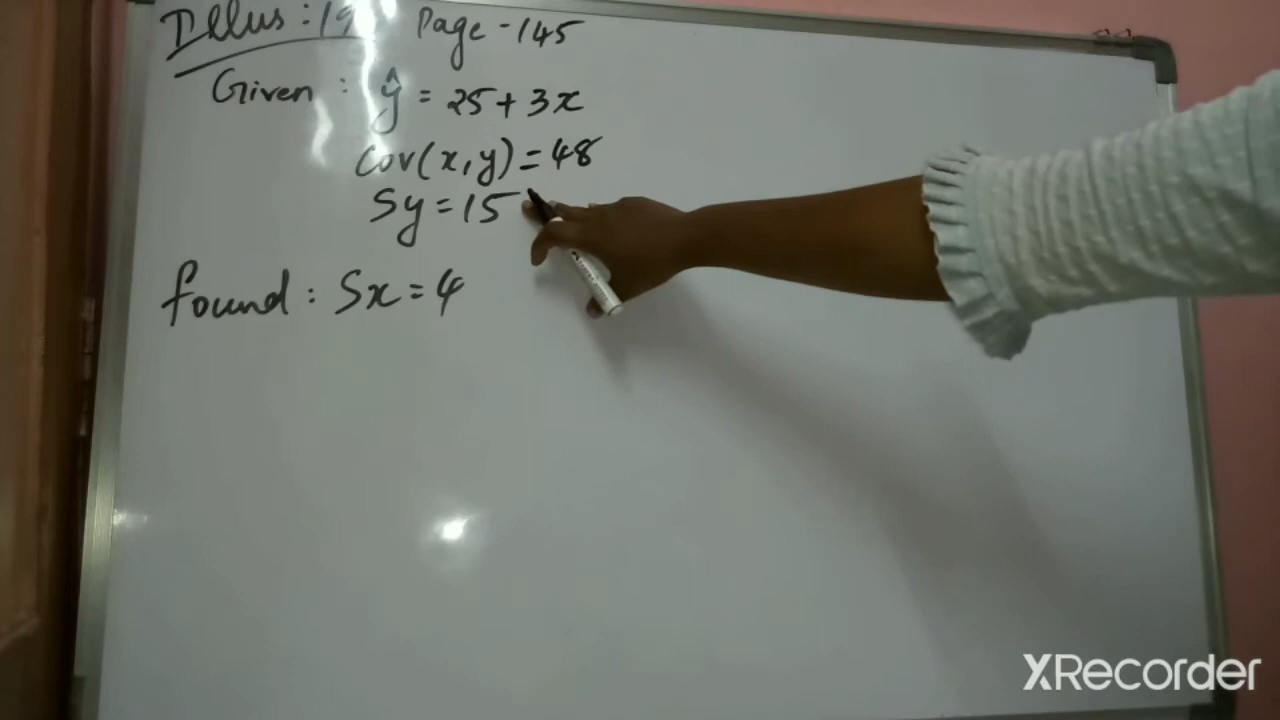 Illus: 19 Page - 145
Given : ŷ = 25 + 3x
Cov(x,y) = 48
Sy = 15
found : Sx = 4
XRecorder